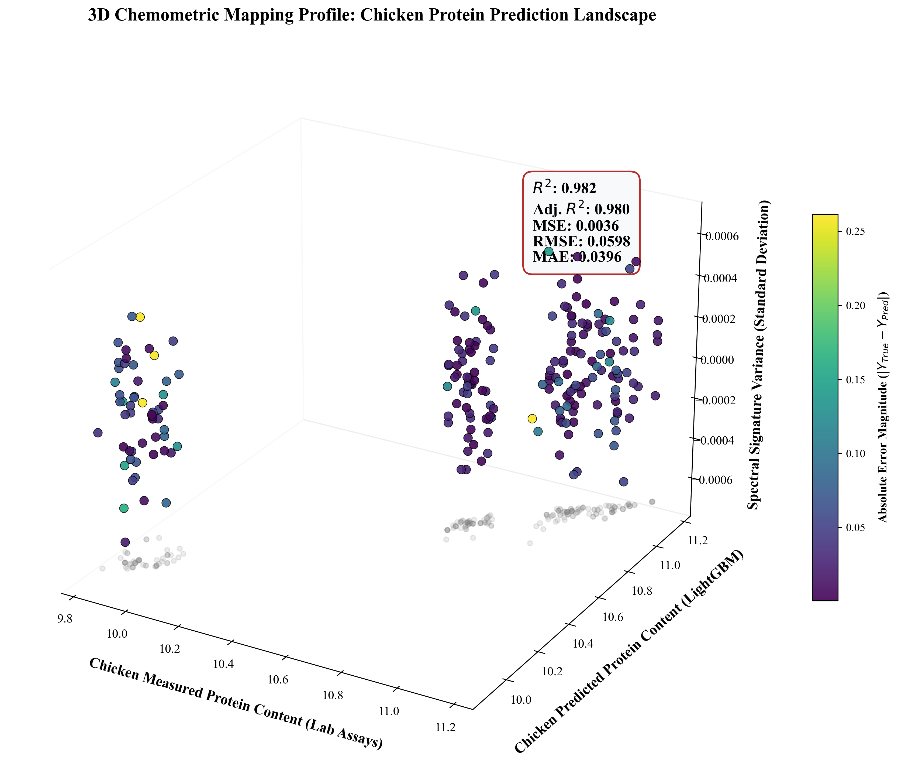 3D Chemometric Mapping Profile: Chicken Protein Prediction Landscape
R²: 0.982
Adj. R²: 0.980
MSE: 0.0036
RMSE: 0.0598
MAE: 0.0396
0.0006
0.0004
0.0002
0.0000
−0.0002
−0.0004
−0.0006
Spectral Signature Variance (Standard Deviation)
9.8
10.0
10.2
10.4
10.6
10.8
11.0
11.2
Chicken Measured Protein Content (Lab Assays)
10.0
10.2
10.4
10.6
10.8
11.0
11.2
Chicken Predicted Protein Content (LightGBM)
0.25
0.20
0.15
0.10
0.05
Absolute Error Magnitude (|Y_True − Y_Pred|)